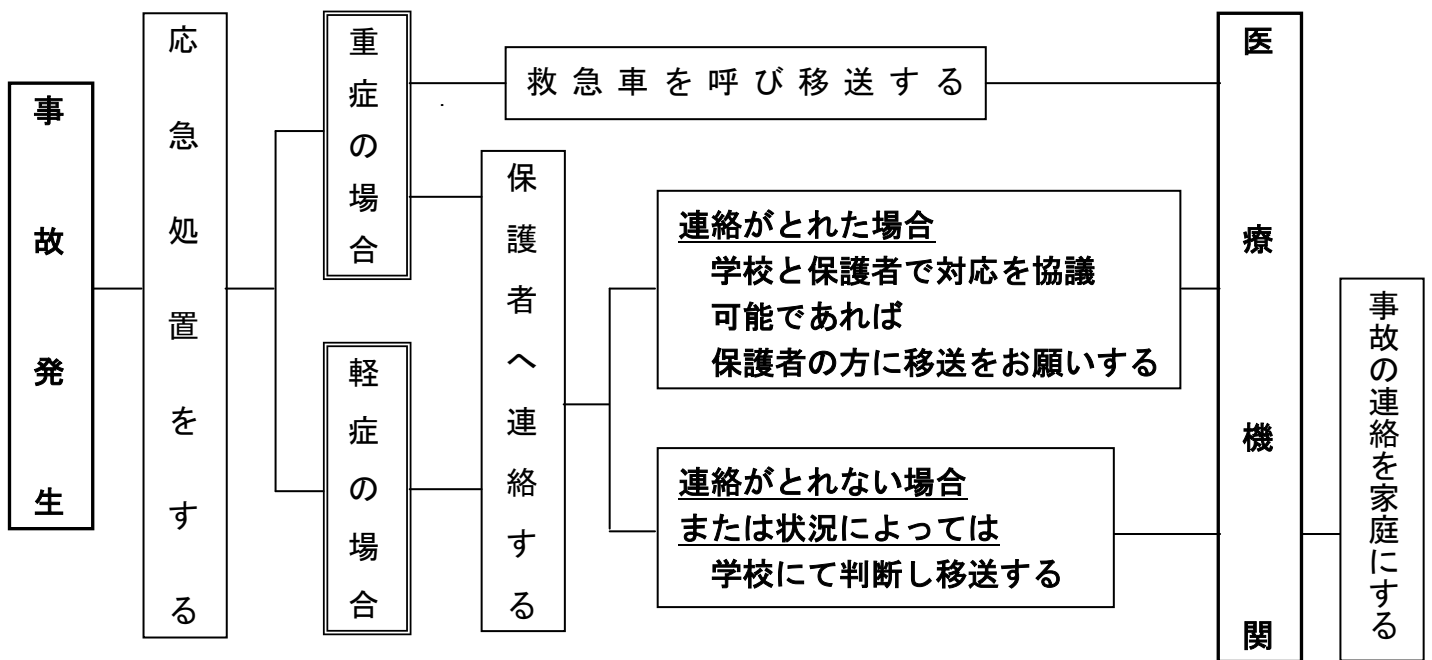 事故発生
応急処置をする
重症の場合
救急車を呼び移送する
軽症の場合
保護者へ連絡する
連絡がとれた場合
学校と保護者で対応を協議
可能であれば
保護者の方に移送をお願いする
連絡がとれない場合
または状況によっては
学校にて判断し移送する
医療機関
事故の連絡を家庭にする